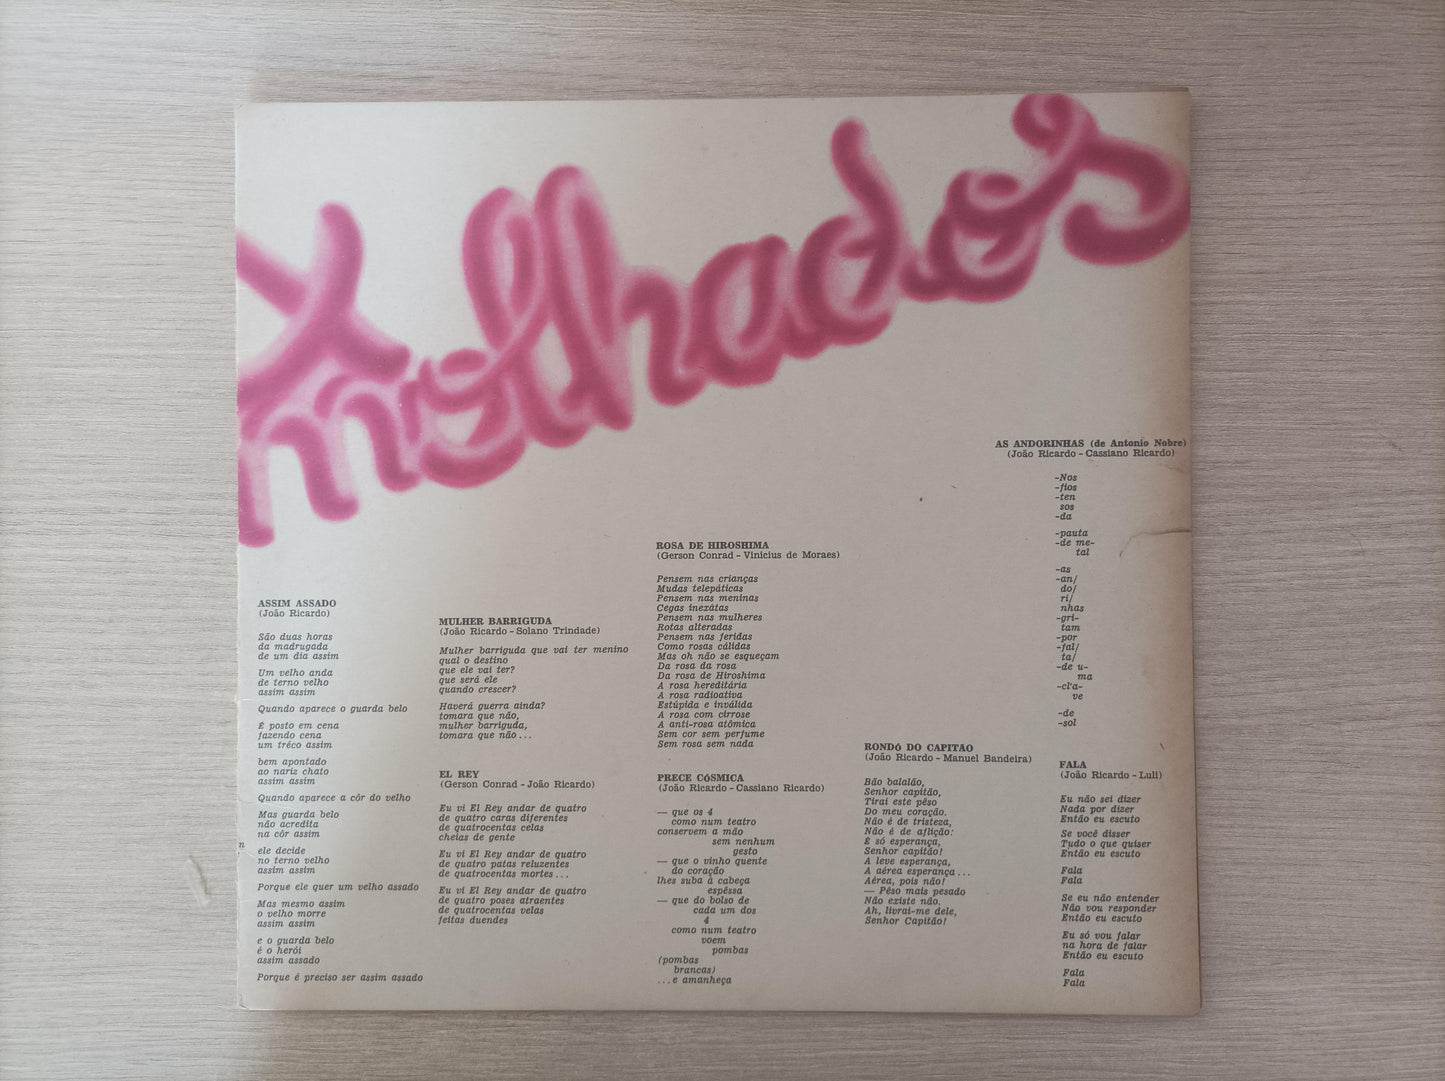 & molhados
ASSIM ASSADO
(João Ricardo)
São duas horas
da madrugada
de um dia assim
Um velho anda
de terno velho
assim assim
Quando aparece o guarda belo
É posto em cena
fazendo cena
um tréco assim
bem apontado
ao nariz chato
assim assim
Quando aparece a côr do velho
Mas guarda belo
não acredita
na côr assim
ele decide
no terno velho
assim assim
Porque ele quer um velho assado
Mas mesmo assim
o velho morre
assim assim
e o guarda belo
é o herói
assim assado
Porque é preciso ser assim assado
MULHER BARRIGUDA
(João Ricardo - Solano Trindade)
Mulher barriguda que vai ter menino
qual o destino
que ele vai ter?
que será ele
quando crescer?
Haverá guerra ainda?
tomara que não,
mulher barriguda,
tomara que não...
EL REY
(Gerson Conrad - João Ricardo)
Eu vi El Rey andar de quatro
de quatro caras diferentes
de quatrocentas celas
cheias de gente
Eu vi El Rey andar de quatro
de quatro patas reluzentes
de quatrocentas mortes...
Eu vi El Rey andar de quatro
de quatro poses atraentes
de quatrocentas velas
feitas duendes
ROSA DE HIROSHIMA
(Gerson Conrad - Vinicius de Moraes)
Pensem nas crianças
Mudas telepáticas
Pensem nas meninas
Cegas inexátas
Pensem nas mulheres
Rotas alteradas
Pensem nas feridas
Como rosas cálidas
Mas oh não se esqueçam
Da rosa da rosa
Da rosa de Hiroshima
A rosa hereditária
A rosa radioativa
Estúpida e inválida
A rosa com cirrose
A anti-rosa atômica
Sem cor sem perfume
Sem rosa sem nada
PRECE CÓSMICA
(João Ricardo - Cassiano Ricardo)
— que os 4
como num teatro
conservem a mão
sem nenhum
gesto
— que o vinho quente
do coração
lhes suba à cabeça
espêssa
— que do bolso de
cada um dos
4
como num teatro
voem
pombas
(pombas
brancas)
...e amanheça
RONDÓ DO CAPITÃO
(João Ricardo - Manuel Bandeira)
Bão balalão,
Senhor capitão,
Tirai este pêso
Do meu coração.
Não é de tristeza,
Não é de aflição:
É só esperança,
Senhor capitão!
A leve esperança,
A aérea esperança...
Aérea, pois não!
— Pêso mais pesado
Não existe não.
Ah, livrai-me dele,
Senhor Capitão!
AS ANDORINHAS (de Antonio Nobre)
(João Ricardo - Cassiano Ricardo)
-Nos
-fios
-ten
sos
-da
-pauta
-de me-
tal
-as
-an/
do/
ri/
nhas
-gri-
tam
-por
-fal/
ta/
-de u-
ma
-cl'a-
ve
-de
-sol
FALA
(João Ricardo - Luli)
Eu não sei dizer
Nada por dizer
Então eu escuto
Se você disser
Tudo o que quiser
Então eu escuto
Fala
Fala
Se eu não entender
Não vou responder
Então eu escuto
Eu só vou falar
na hora de falar
Então eu escuto
Fala
Fala